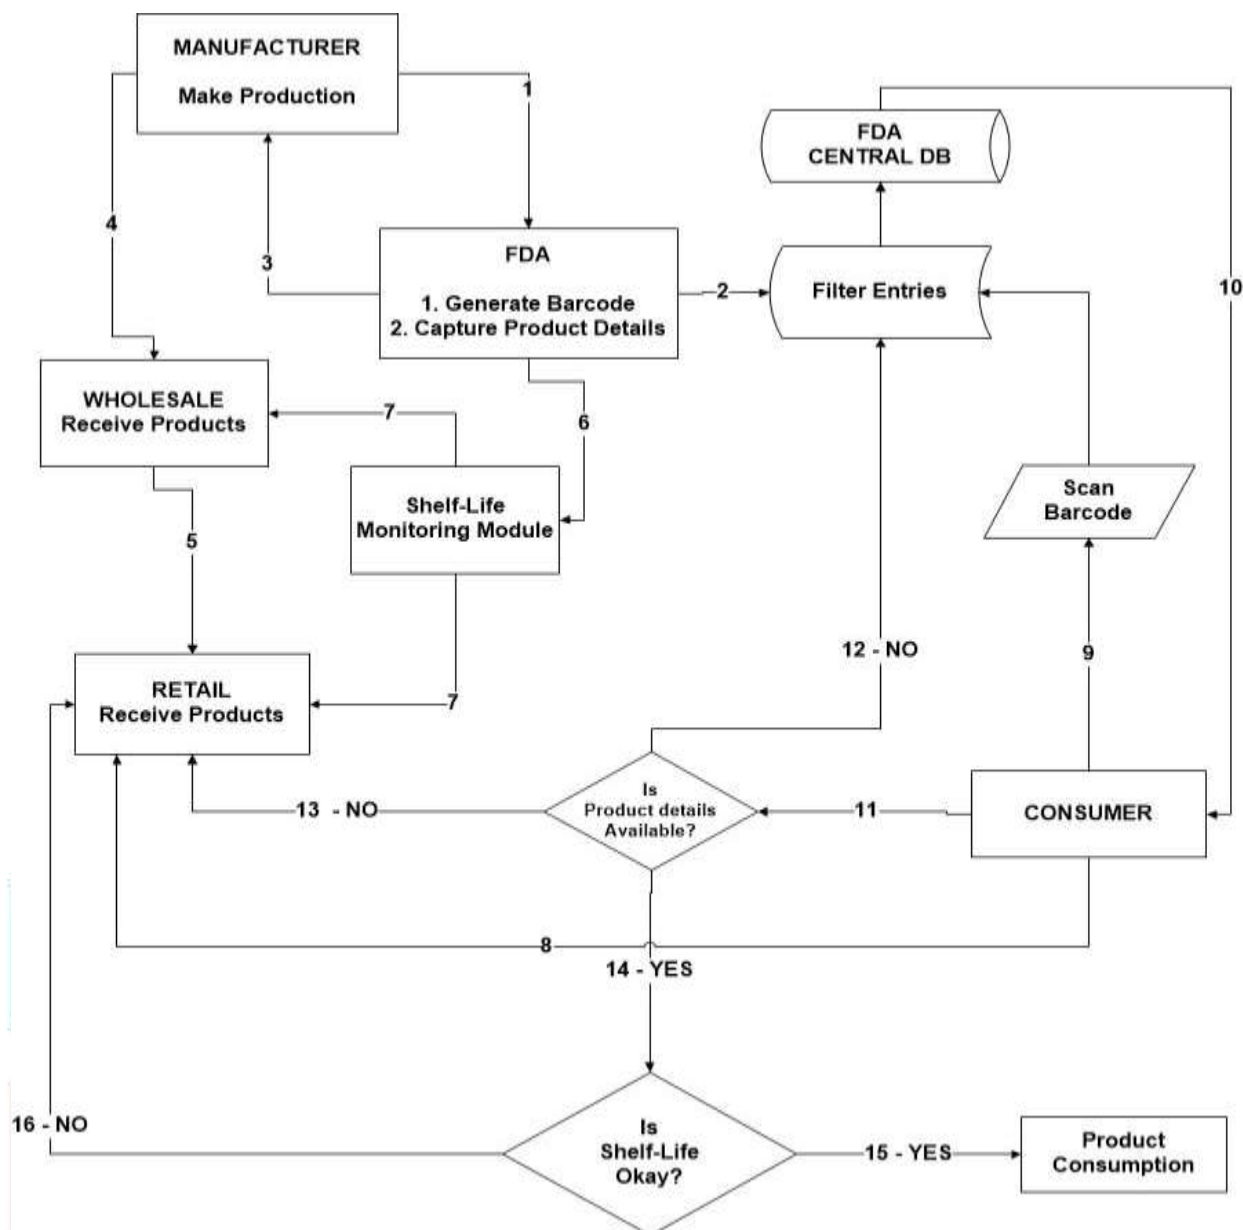 MANUFACTURER
Make Production
1
FDA
CENTRAL DB
4
3
FDA
1. Generate Barcode
2. Capture Product Details
2
Filter Entries
10
WHOLESALE
Receive Products
7
6
Shelf-Life
Monitoring Module
Scan
Barcode
5
12 - NO
9
RETAIL
Receive Products
7
13 - NO
Is
Product details
Available?
11
CONSUMER
8
14 - YES
16 - NO
Is
Shelf-Life
Okay?
15 - YES
Product
Consumption